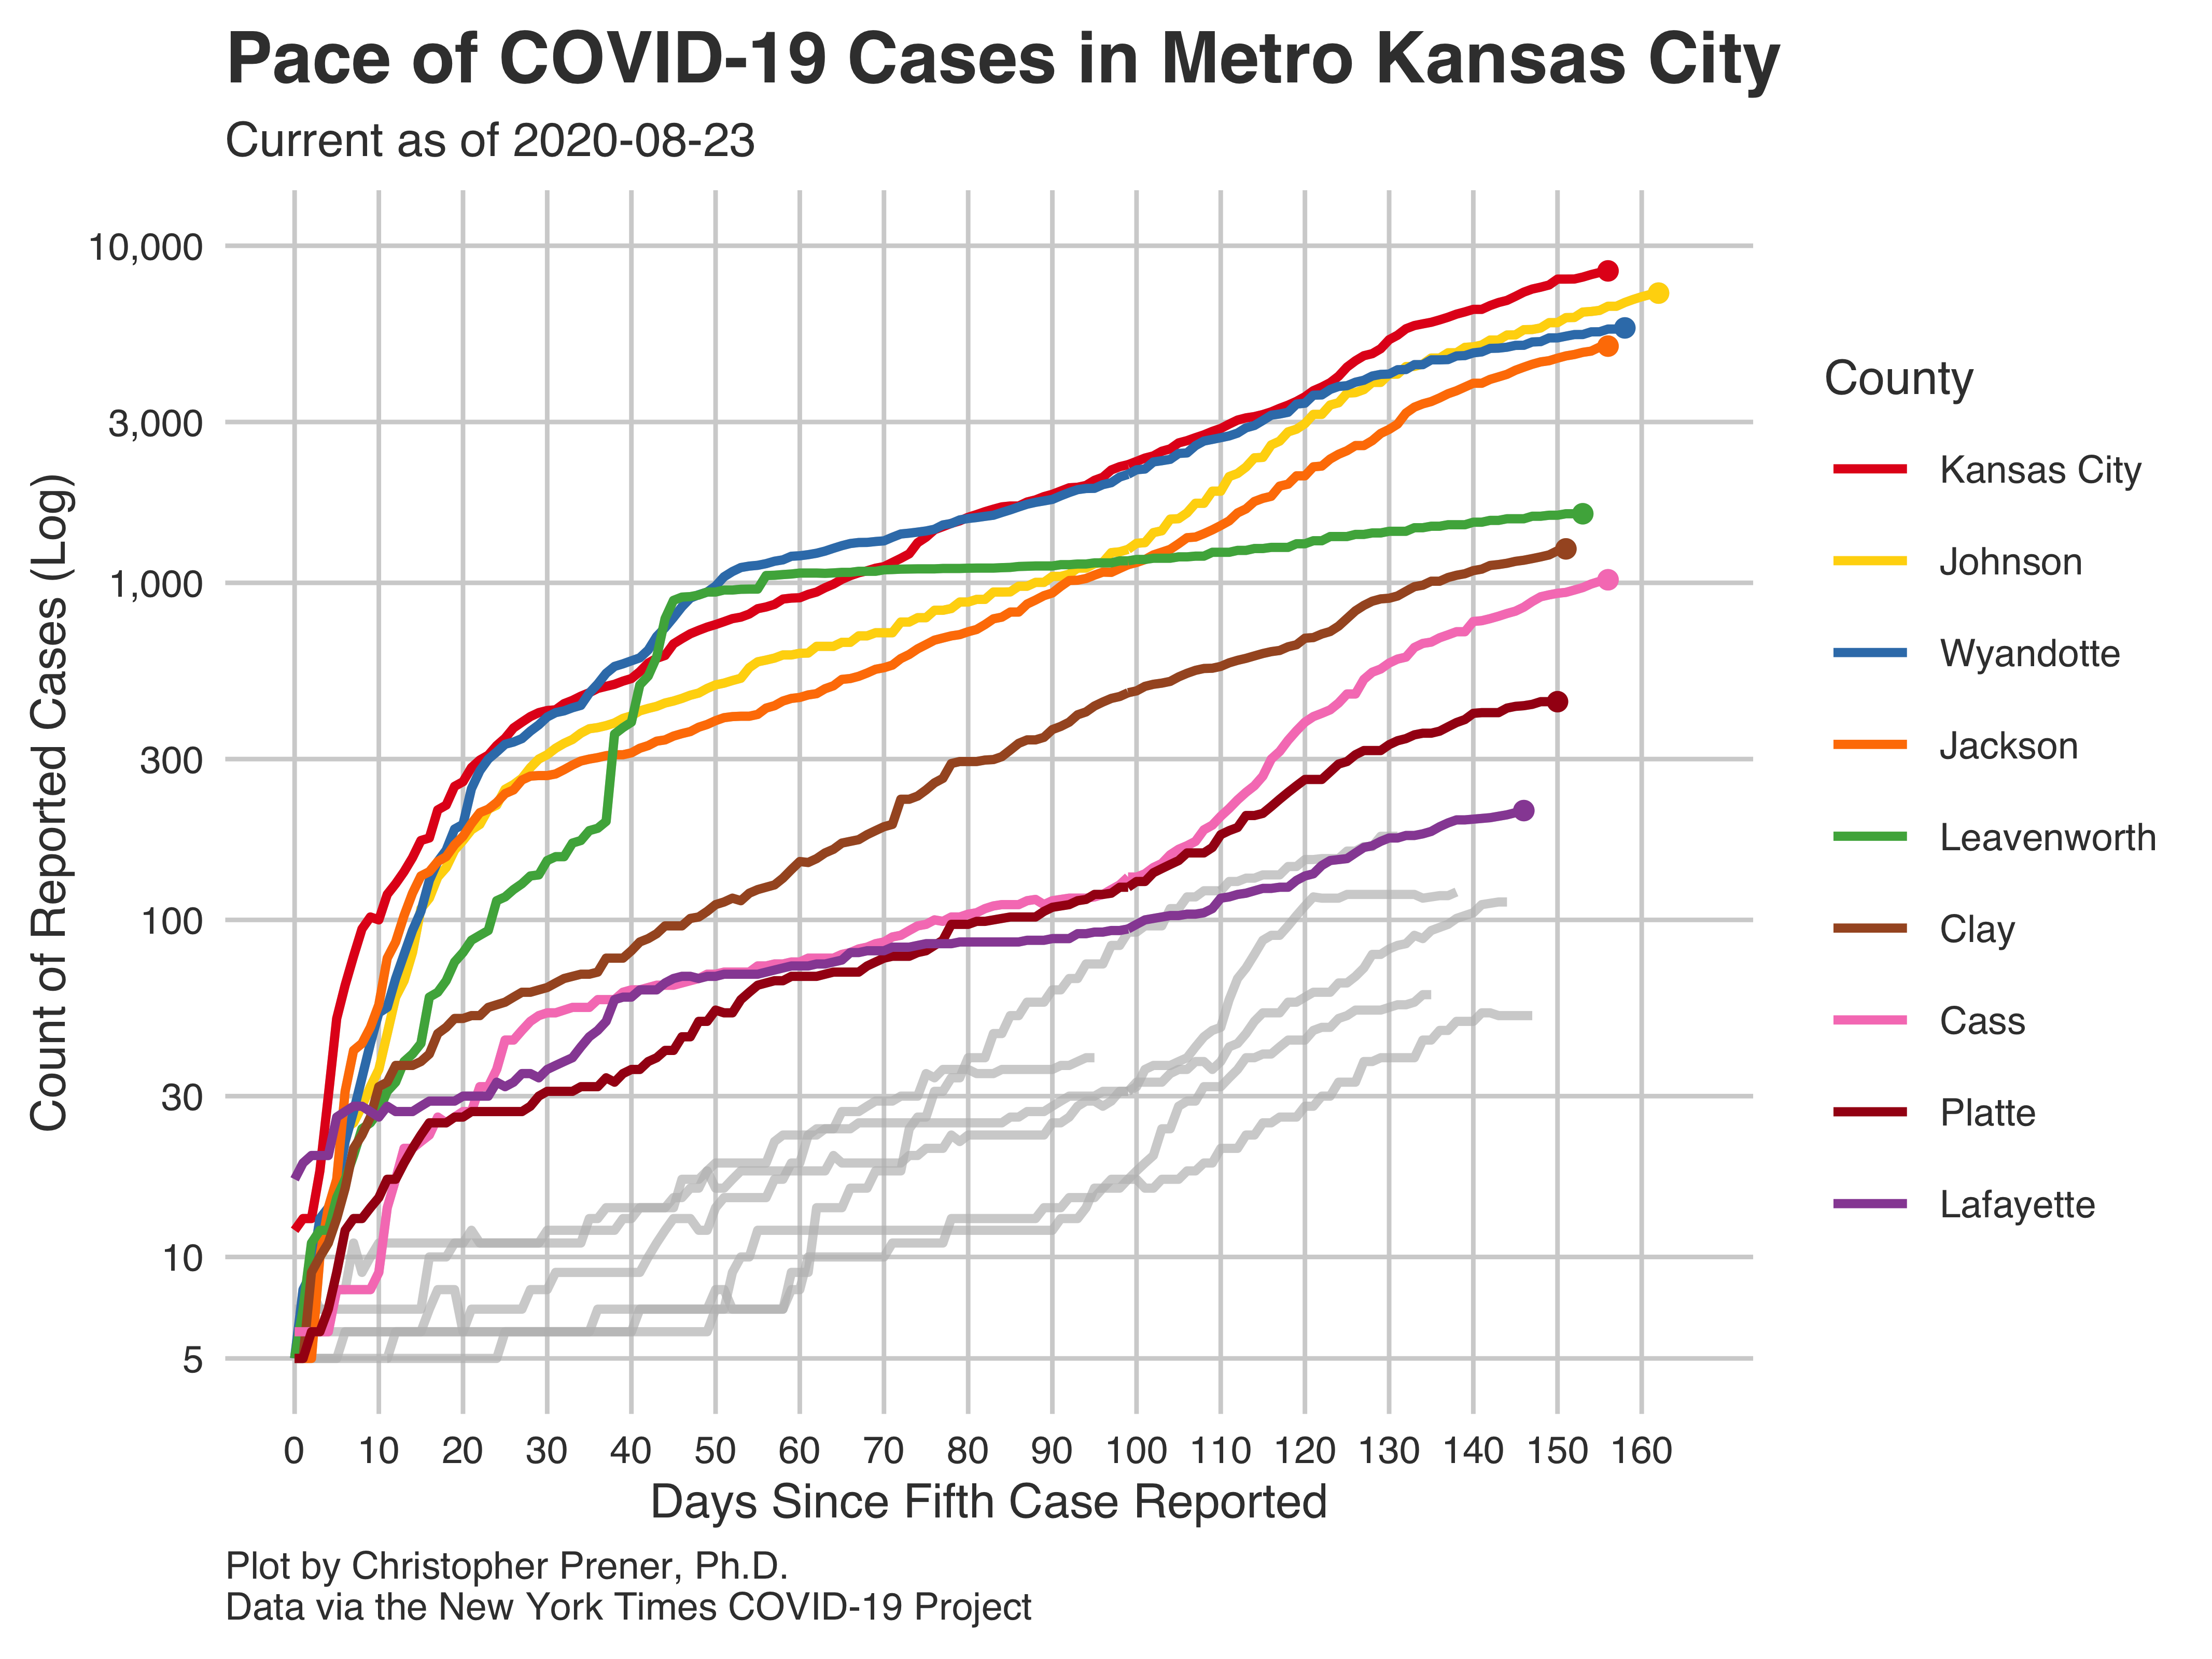 Pace of COVID-19 Cases in Metro Kansas City
Current as of 2020-08-23
Count of Reported Cases (Log)
10,000
3,000
1,000
300
100
30
10
5
0 10 20 30 40 50 60 70 80 90 100 110 120 130 140 150 160
Days Since Fifth Case Reported
County
Kansas City
Johnson
Wyandotte
Jackson
Leavenworth
Clay
Cass
Platte
Lafayette
Plot by Christopher Prener, Ph.D.
Data via the New York Times COVID-19 Project